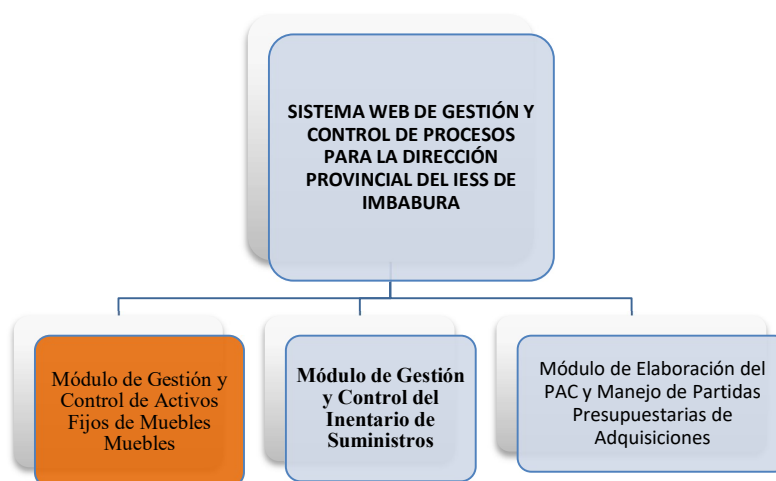 SISTEMA WEB DE GESTIÓN Y
CONTROL DE PROCESOS
PARA LA DIRECCIÓN
PROVINCIAL DEL IESS DE
IMBABURA
Módulo de Gestión y
Control de Activos
Fijos de Muebles
Muebles
Módulo de Gestión
y Control del
Inentario de
Suministros
Módulo de Elaboración del
PAC y Manejo de Partidas
Presupuestarias de
Adquisiciones